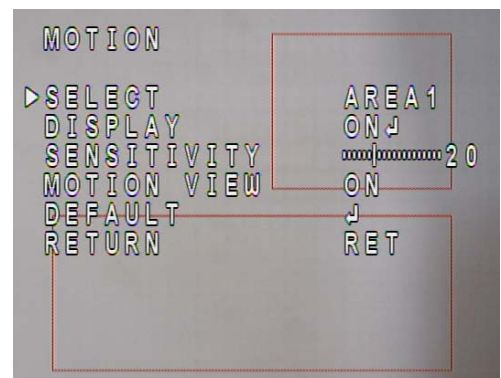 MOTION
▷SELECT AREA1
DISPLAY ON↲
SENSITIVITY 20
MOTION VIEW ON
DEFAULT ↲
RETURN RET